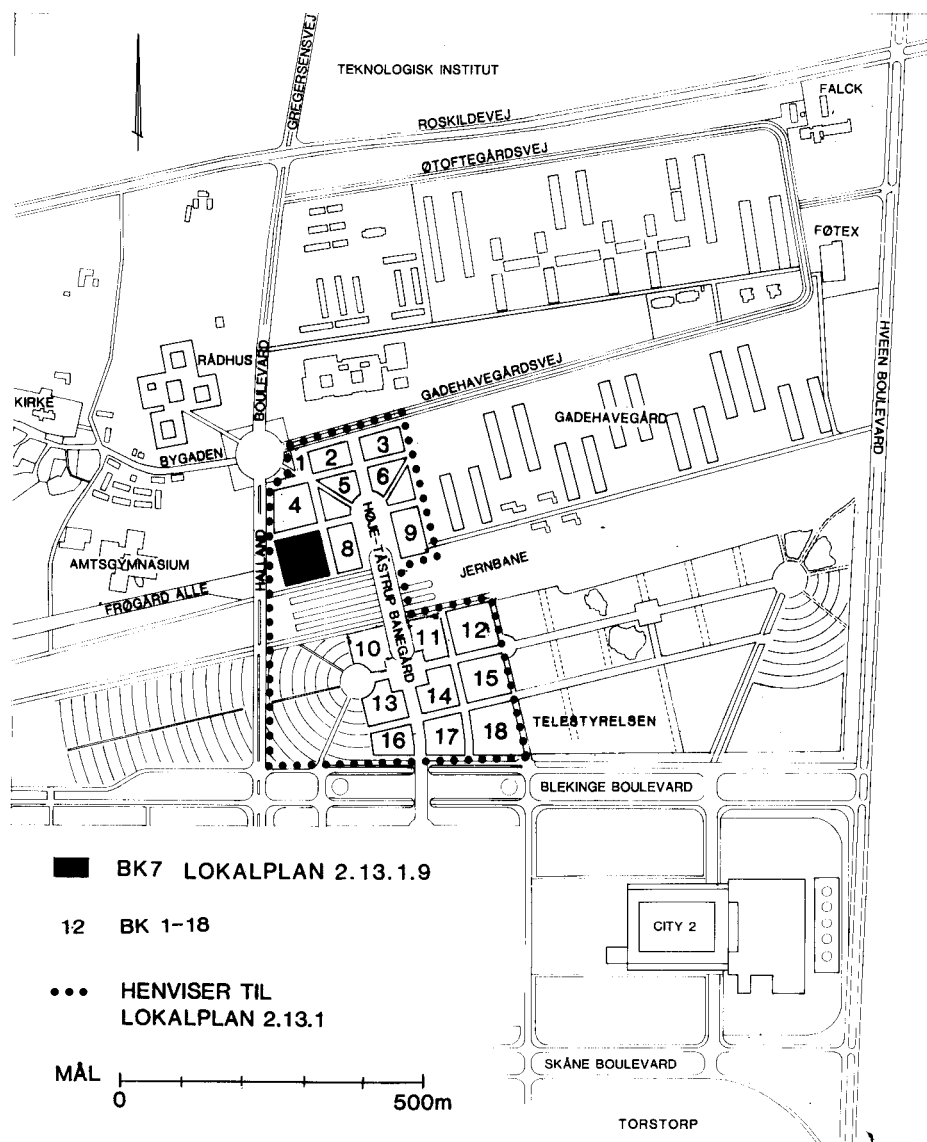 TEKNOLOGISK INSTITUT
GREGERSENSVEJ
FALCK
ROSKILDEVEJ
ØTOFTEGÅRDSVEJ
FØTEX
HVEEN BOULEVARD
RÅDHUS
BOULEVARD
GADEHAVEGÅRDSVEJ
KIRKE
GADEHAVEGÅRD
BYGADEN
1
2
3
4
5
6
8
9
HØJE-TÅSTRUP BANEGÅRD
AMTSGYMNASIUM
HALLAND
JERNBANE
FRØGÅRD ALLE
10
11
12
13
14
15
16
17
18
TELESTYRELSEN
BLEKINGE BOULEVARD
BK7 LOKALPLAN 2.13.1.9
12 BK 1-18
CITY 2
HENVISER TIL
LOKALPLAN 2.13.1
SKÅNE BOULEVARD
MÅL
0 500m
TORSTORP